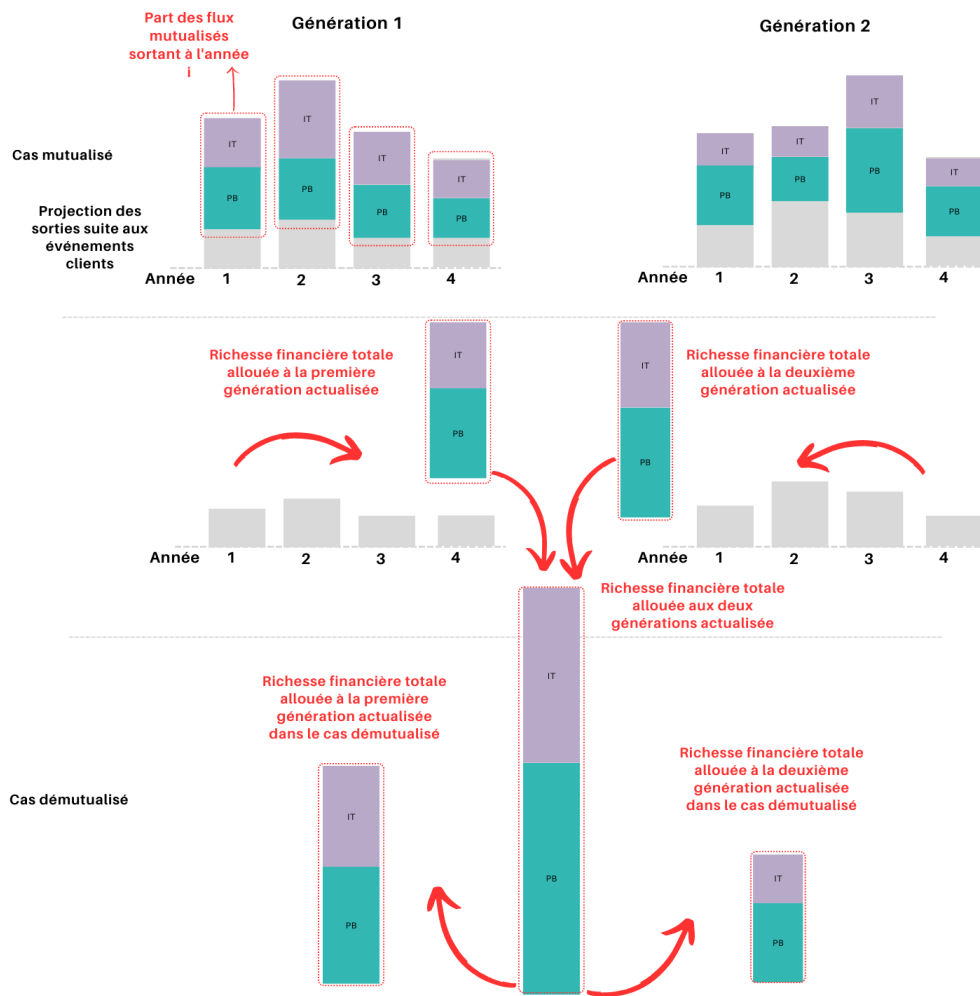 Part des flux
mutualisés
sortant à l'année
i
Génération 1
Génération 2
IT
PB
IT
PB
IT
PB
IT
PB
IT
PB
IT
PB
IT
PB
IT
PB
Cas mutualisé
Projection des
sorties suite aux
événements
clients
Année
1
2
3
4
Année
1
2
3
4
Richesse financière totale
allouée à la première
génération actualisée
IT
PB
IT
PB
Richesse financière totale
allouée à la deuxième
génération actualisée
Année
1
2
3
4
Année
1
2
3
4
Richesse financière totale
allouée aux deux
générations actualisée
IT
PB
Richesse financière totale
allouée à la première
génération actualisée
dans le cas démutualisé
Richesse financière totale
allouée à la deuxième
génération actualisée
dans le cas démutualisé
Cas démutualisé
IT
PB
IT
PB